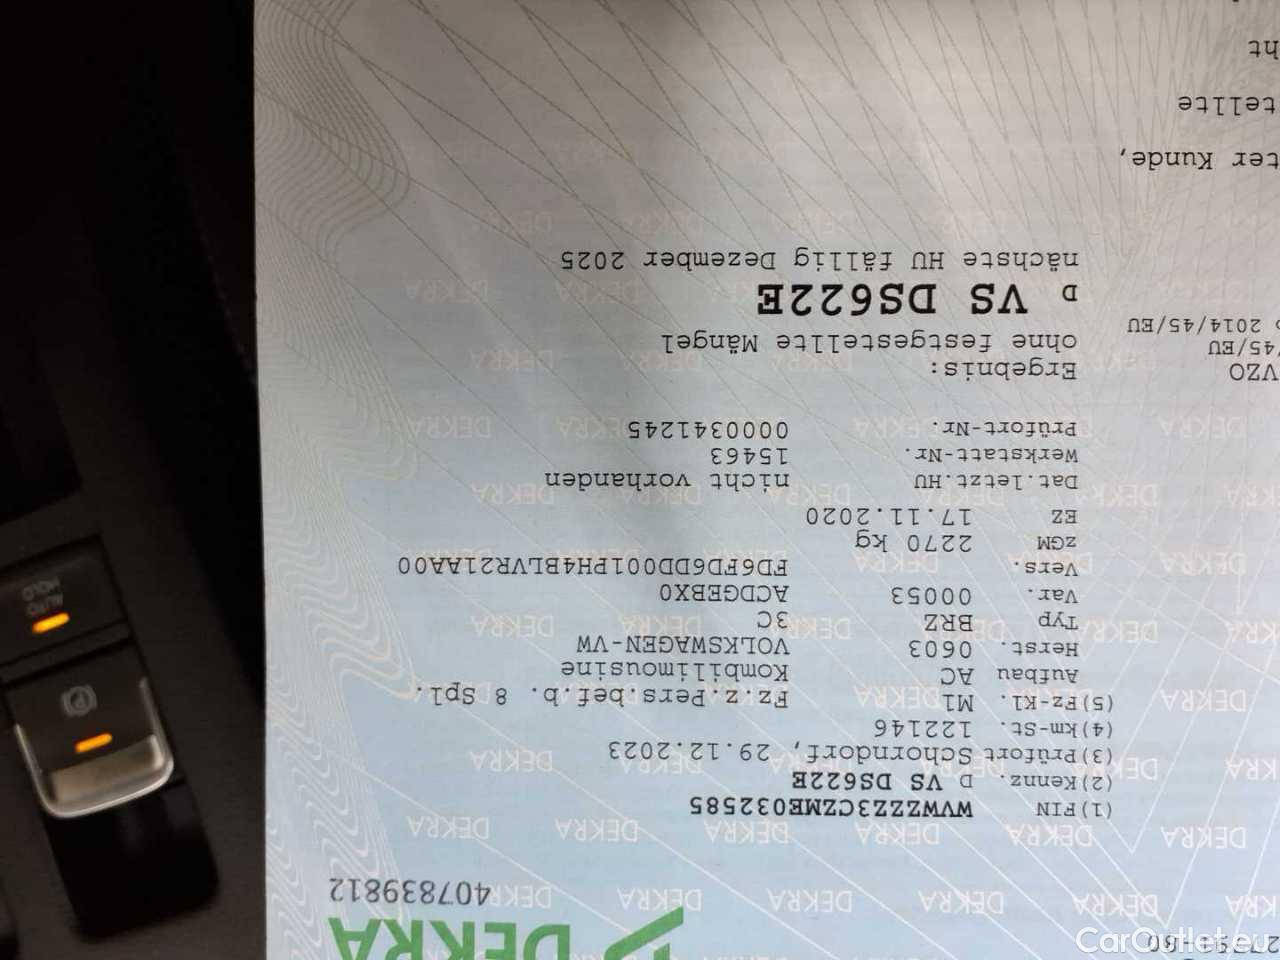 DEKRA
407839812
(1)FIN WVWZZZ3CZME032585
(2)Kennz. D VS DS622E
(3)Prüfort Schorndorf, 29.12.2023
(4)km-St. 122146
(5)Fz-Kl. M1 Fz.z.Pers.bef.b. 8 Spl.
Aufbau AC Kombilimousine
Herst. 0603 VOLKSWAGEN-VW
Typ BRZ 3C
Var. 00053 ACDGEBX0
Vers. FD6FD6DD001PH4BLVR21AA00
zGM 2270 kg
EZ 17.11.2020
Dat.letzt.HU nicht vorhanden
Werkstatt-Nr. 15463
Prüfort-Nr. 0000341245
Ergebnis:
ohne festgestellte Mängel
D VS DS622E
nächste HU fällig Dezember 2025
VZO
/45/EU
2014/45/EU
ter Kunde,
tellte
ht
AUTO
HOLD
CarOutlet.eu